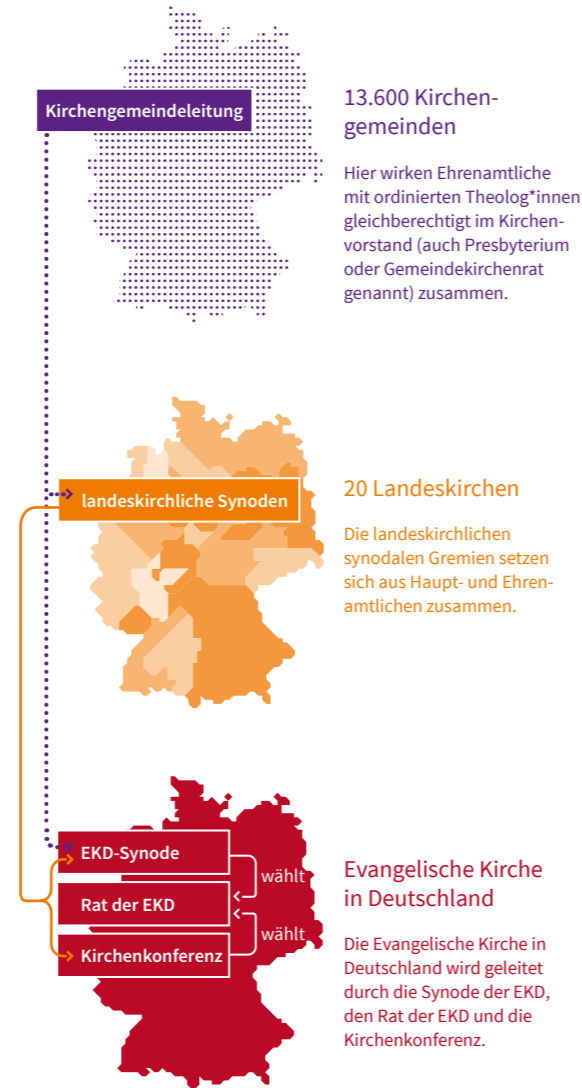 Kirchengemeindeleitung
13.600 Kirchen-
gemeinden
Hier wirken Ehrenamtliche
mit ordinierten Theolog*innen
gleichberechtigt im Kirchen-
vorstand (auch Presbyterium
oder Gemeindekirchenrat
genannt) zusammen.
landeskirchliche Synoden
20 Landeskirchen
Die landeskirchlichen
synodalen Gremien setzen
sich aus Haupt- und Ehren-
amtlichen zusammen.
EKD-Synode
wählt
Rat der EKD
wählt
Kirchenkonferenz
Evangelische Kirche
in Deutschland
Die Evangelische Kirche in
Deutschland wird geleitet
durch die Synode der EKD,
den Rat der EKD und die
Kirchenkonferenz.